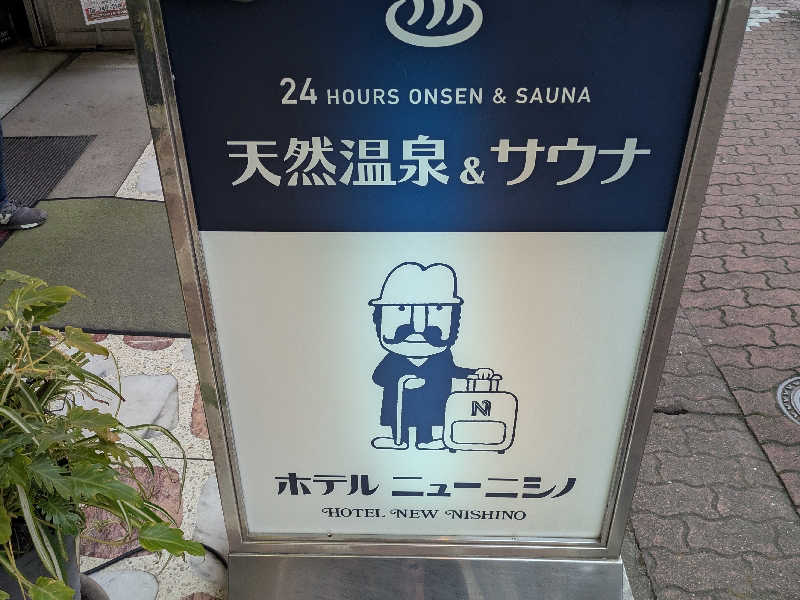 24 HOURS ONSEN & SAUNA
天然温泉&サウナ
N
ホテル ニューニシノ
HOTEL NEW NISHINO